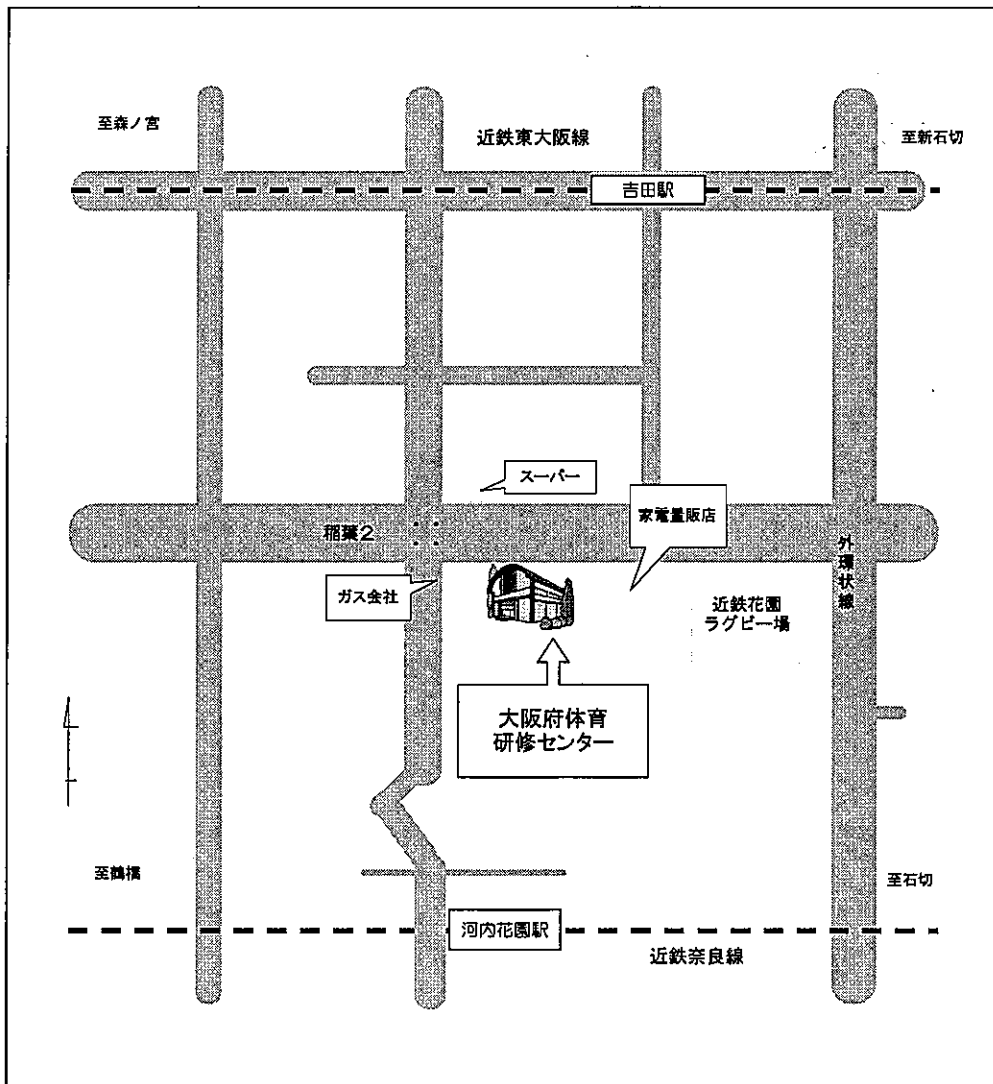 至森ノ宮
近鉄東大阪線
至新石切
吉田駅
スーパー
家電量販店
稲葉2
外環状線
ガス会社
近鉄花園
ラグビー場
大阪府体育
研修センター
至鶴橋
至石切
河内花園駅
近鉄奈良線